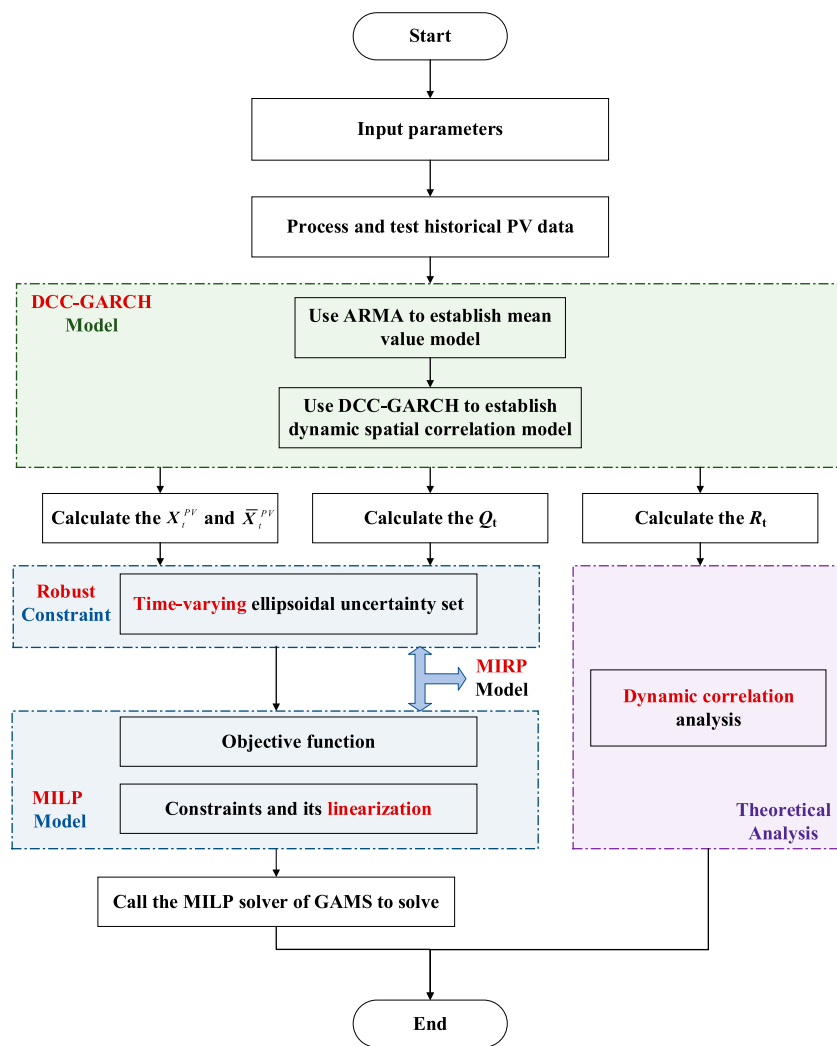 Start
Input parameters
Process and test historical PV data
DCC-GARCH
Model
Use ARMA to establish mean
value model
Use DCC-GARCH to establish
dynamic spatial correlation model
Calculate the X_t^{PV} and X̄_t^{PV}
Calculate the Q_t
Calculate the R_t
Robust
Constraint
Time-varying ellipsoidal uncertainty set
MIRP
Model
Dynamic correlation
analysis
Objective function
MILP
Model
Constraints and its linearization
Theoretical
Analysis
Call the MILP solver of GAMS to solve
End